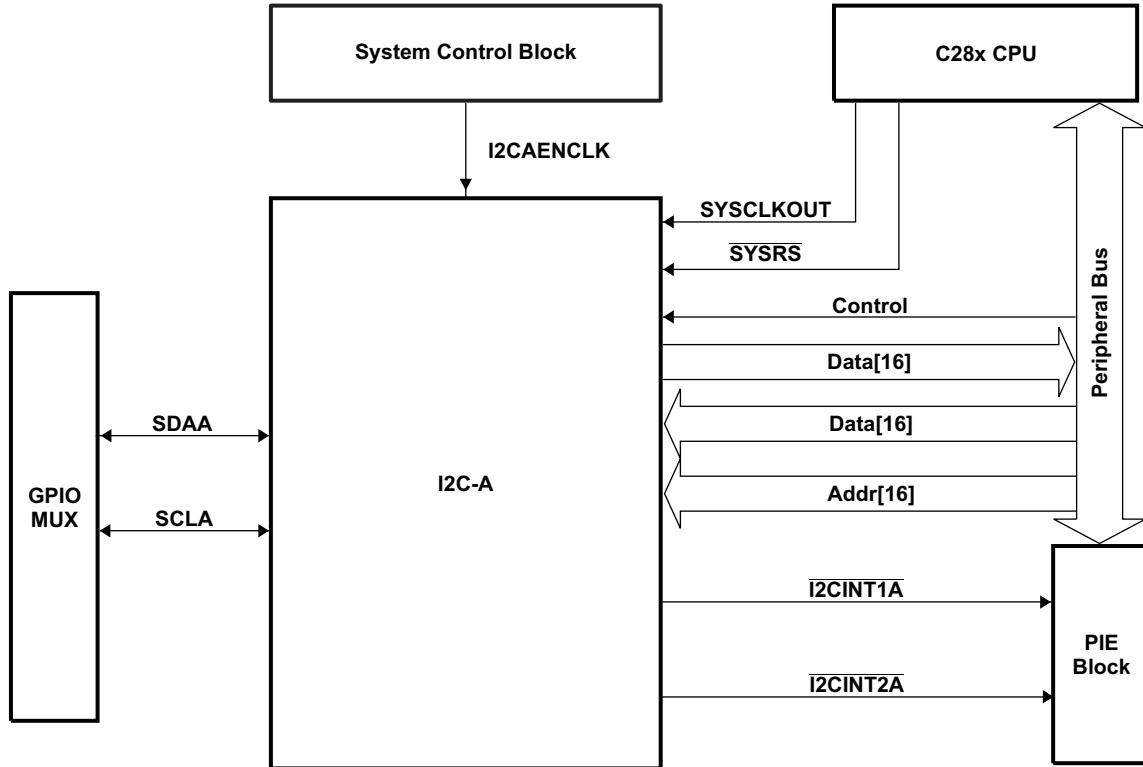 System Control Block
C28x CPU
I2CAENCLK
SYSCLKOUT
SYSRS
Control
Data[16]
Peripheral Bus
Data[16]
SDAA
I2C-A
Addr[16]
GPIO
MUX
SCLA
I2CINT1A
PIE
Block
I2CINT2A